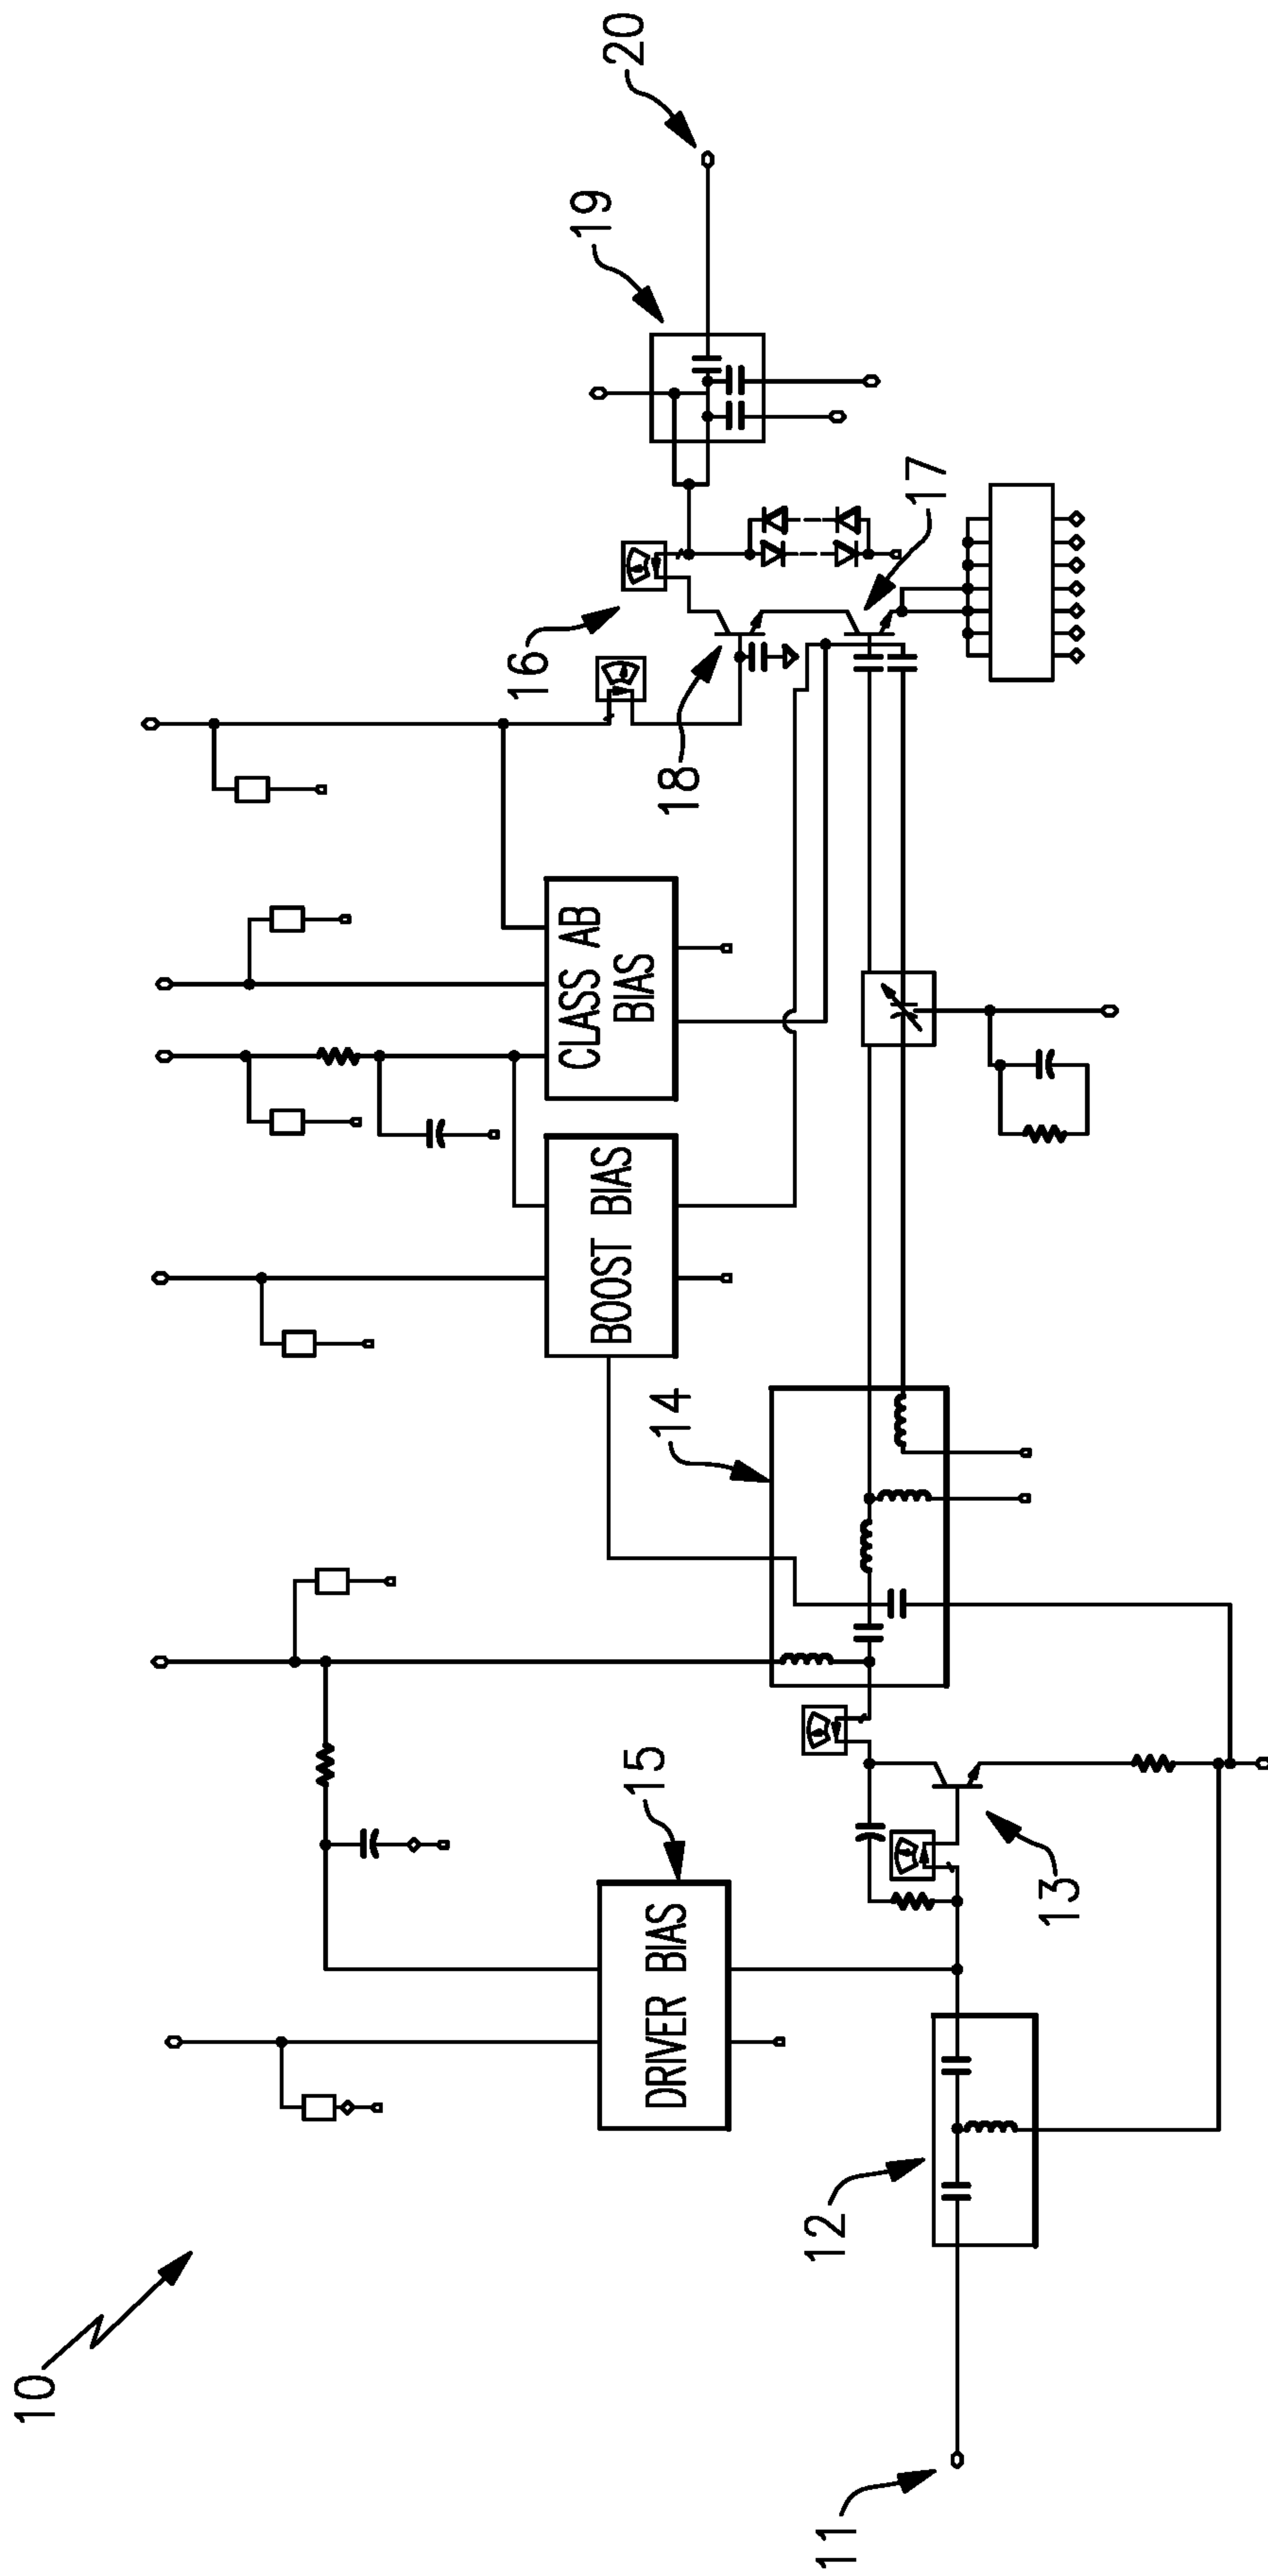 10
11
12
13
DRIVER BIAS
15
14
BOOST BIAS
CLASS AB
BIAS
18
16
17
19
20